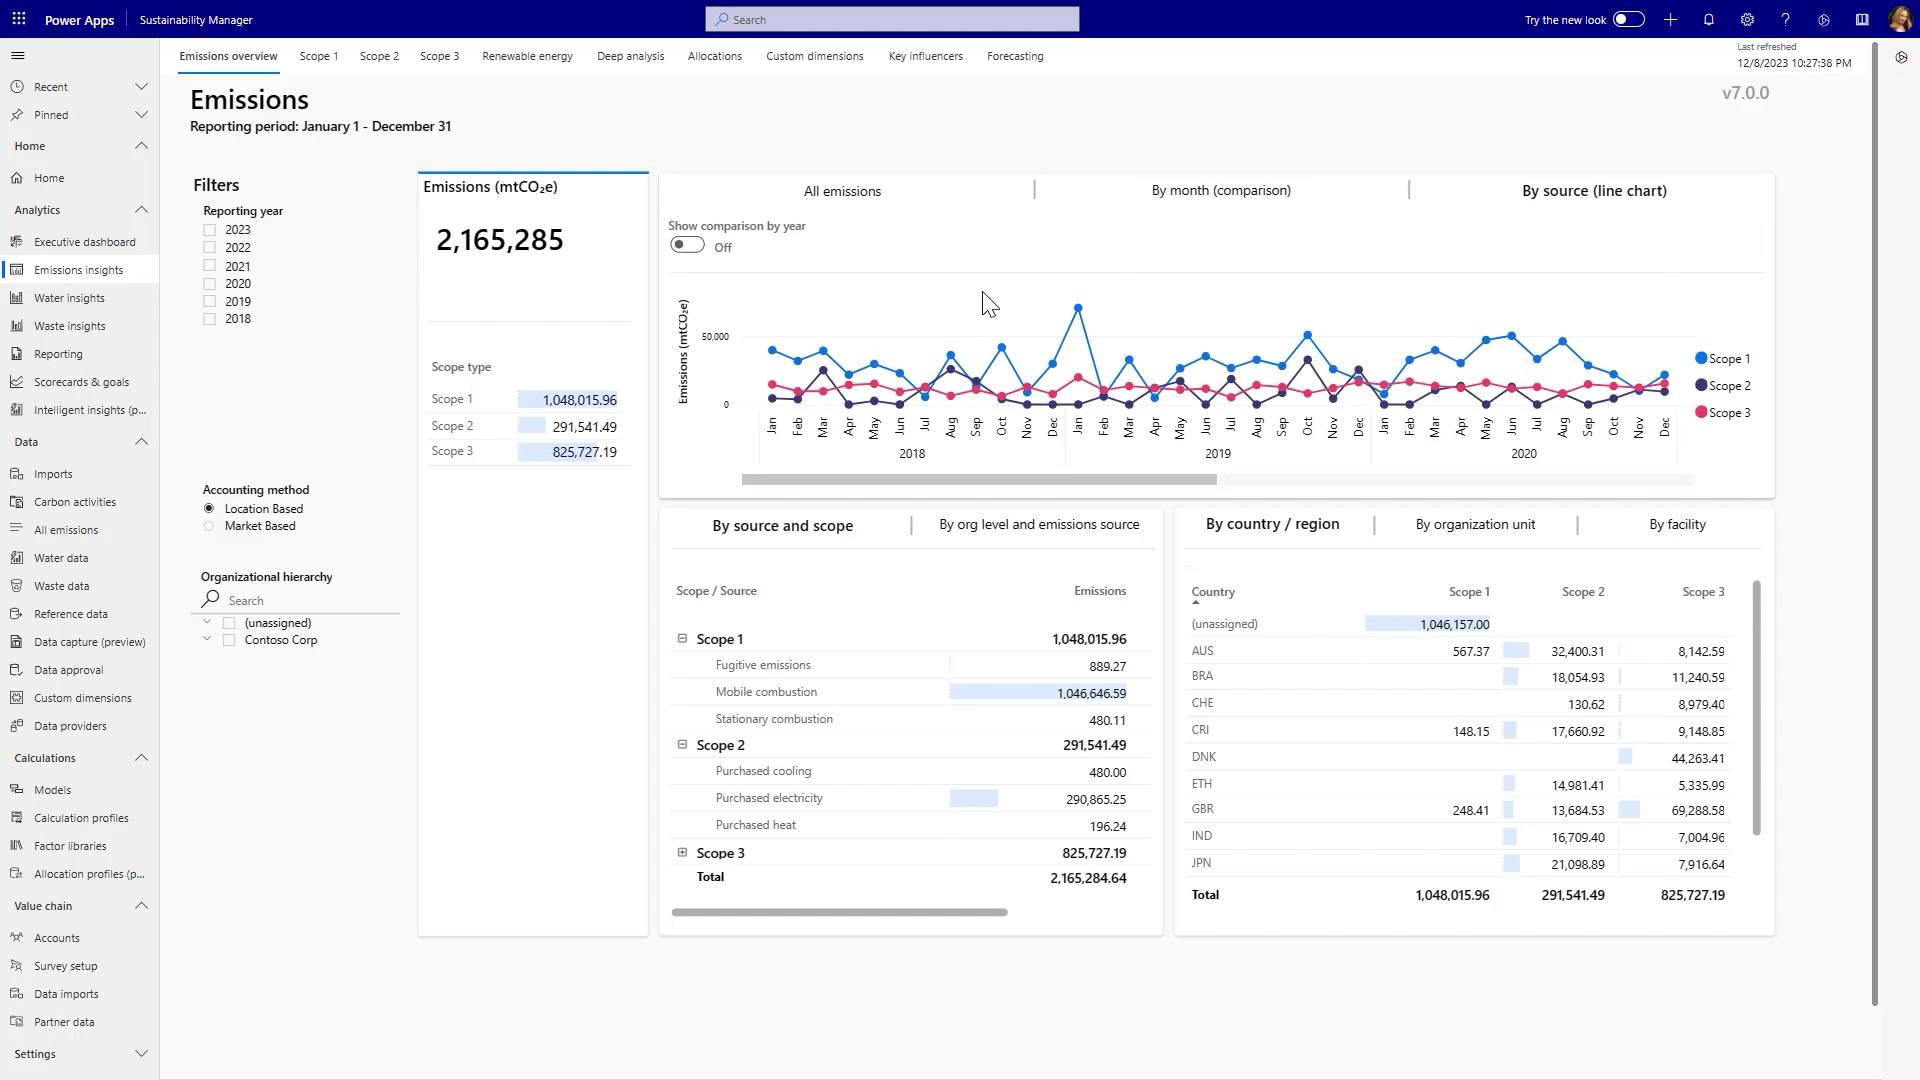 Power Apps
Sustainability Manager
Search
Try the new look
Emissions overview
Scope 1
Scope 2
Scope 3
Renewable energy
Deep analysis
Allocations
Custom dimensions
Key influencers
Forecasting
Last refreshed
12/8/2023 10:27:38 PM
Recent
Pinned
Home
Home
Analytics
Executive dashboard
Emissions insights
Water insights
Waste insights
Reporting
Scorecards & goals
Intelligent insights (p...
Data
Imports
Carbon activities
All emissions
Water data
Waste data
Reference data
Data capture (preview)
Data approval
Custom dimensions
Data providers
Calculations
Models
Calculation profiles
Factor libraries
Allocation profiles (p...
Value chain
Accounts
Survey setup
Data imports
Partner data
Settings
Emissions
v7.0.0
Reporting period: January 1 - December 31
Filters
Reporting year
2023
2022
2021
2020
2019
2018
Accounting method
Location Based
Market Based
Organizational hierarchy
Search
(unassigned)
Contoso Corp
Emissions (mtCO₂e)
2,165,285
Scope type
Scope 1 1,048,015.96
Scope 2 291,541.49
Scope 3 825,727.19
All emissions
By month (comparison)
By source (line chart)
Show comparison by year
Off
Emissions (mtCO₂e)
50,000
0
Jan Feb Mar Apr May Jun Jul Aug Sep Oct Nov Dec Jan Feb Mar Apr May Jun Jul Aug Sep Oct Nov Dec Jan Feb Mar Apr May Jun Jul Aug Sep Oct Nov Dec
2018 2019 2020
Scope 1
Scope 2
Scope 3
By source and scope
By org level and emissions source
Scope / Source Emissions
Scope 1 1,048,015.96
Fugitive emissions 889.27
Mobile combustion 1,046,646.59
Stationary combustion 480.11
Scope 2 291,541.49
Purchased cooling 480.00
Purchased electricity 290,865.25
Purchased heat 196.24
Scope 3 825,727.19
Total 2,165,284.64
By country / region
By organization unit
By facility
Country Scope 1 Scope 2 Scope 3
(unassigned) 1,046,157.00
AUS 567.37 32,400.31 8,142.59
BRA 18,054.93 11,240.59
CHE 130.62 8,979.40
CRI 148.15 17,660.92 9,148.85
DNK 44,263.41
ETH 14,981.41 5,335.99
GBR 248.41 13,684.53 69,288.58
IND 16,709.40 7,004.96
JPN 21,098.89 7,916.64
Total 1,048,015.96 291,541.49 825,727.19